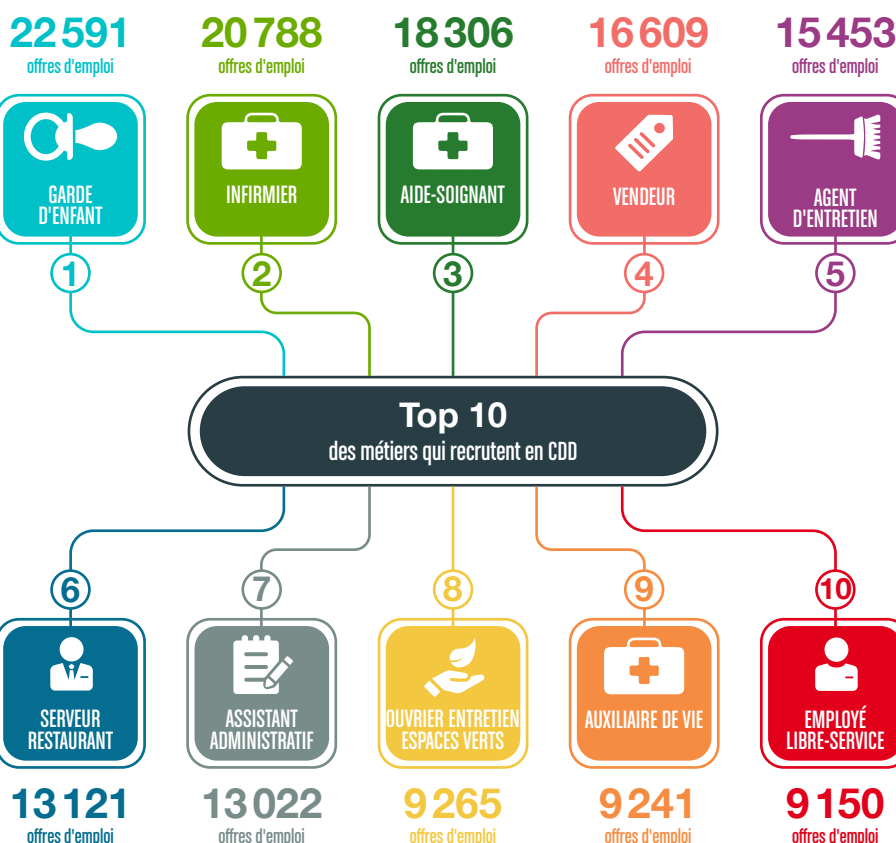 22 591
offres d'emploi
20 788
offres d'emploi
18 306
offres d'emploi
16 609
offres d'emploi
15 453
offres d'emploi
GARDE
D'ENFANT
INFIRMIER
AIDE-SOIGNANT
VENDEUR
AGENT
D'ENTRETIEN
1
2
3
4
5
Top 10
des métiers qui recrutent en CDD
6
7
8
9
10
SERVEUR
RESTAURANT
ASSISTANT
ADMINISTRATIF
OUVRIER ENTRETIEN
ESPACES VERTS
AUXILIAIRE DE VIE
EMPLOYÉ
LIBRE-SERVICE
13 121
offres d'emploi
13 022
offres d'emploi
9 265
offres d'emploi
9 241
offres d'emploi
9 150
offres d'emploi